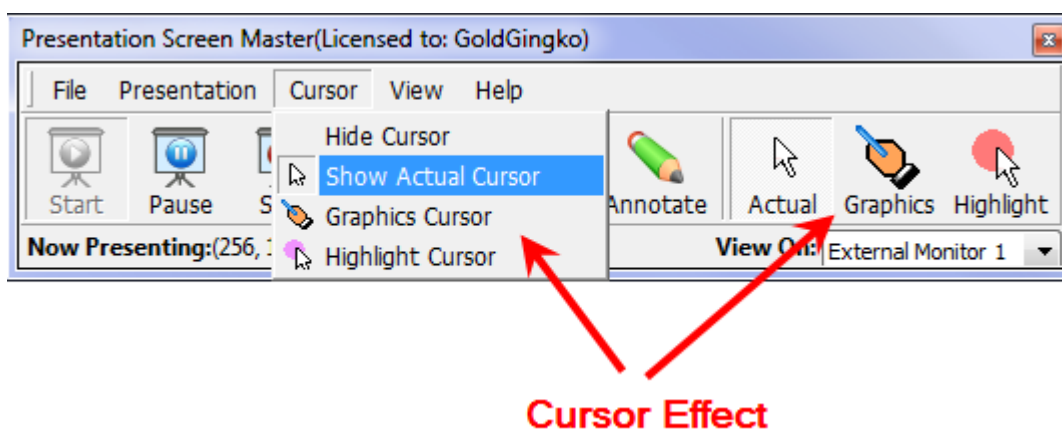 Presentation Screen Master(Licensed to: GoldGingko)
File Presentation Cursor View Help
Hide Cursor
Show Actual Cursor
Graphics Cursor
Highlight Cursor
Start Pause Annotate Actual Graphics Highlight
Now Presenting:(256, View On: External Monitor 1
Cursor Effect